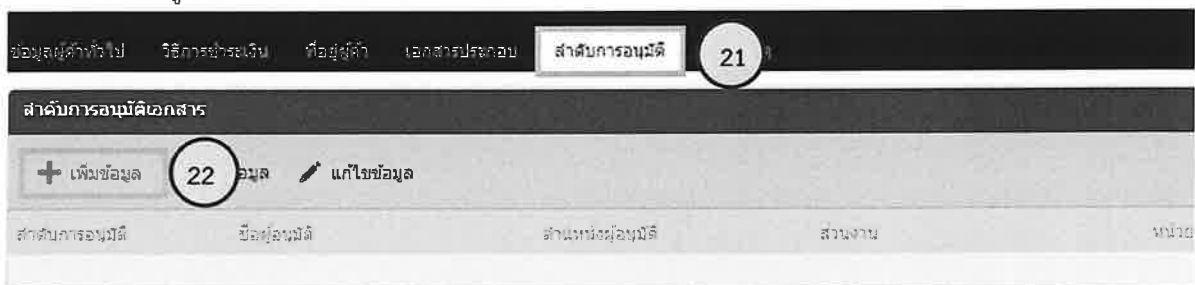 ข้อมูลผู้ค้าทั่วไป วิธีการชำระเงิน ที่อยู่ผู้ค้า เอกสารประกอบ ลำดับการอนุมัติ 21
ลำดับการอนุมัติเอกสาร
เพิ่มข้อมูล 22 อมูล แก้ไขข้อมูล
ลำดับการอนุมัติ ชื่อผู้อนุมัติ ตำแหน่งผู้อนุมัติ ส่วนงาน หน่วย